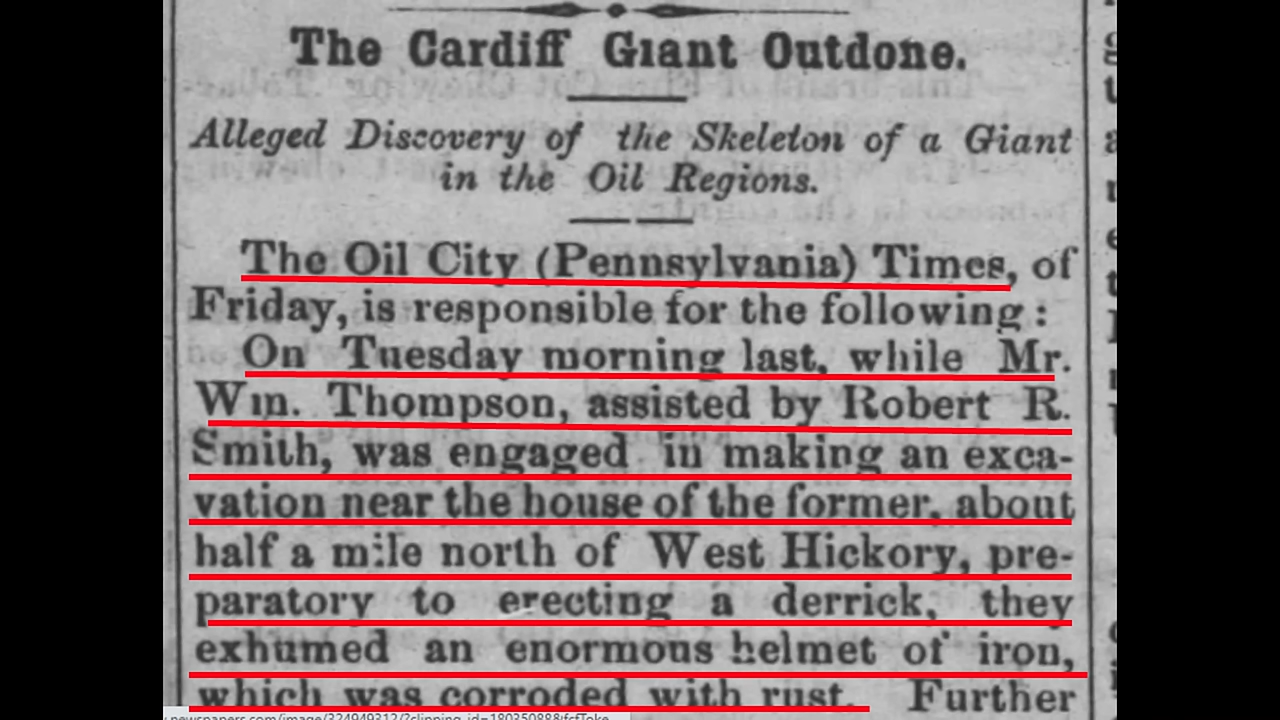 The Cardiff Giant Outdone.
Alleged Discovery of the Skeleton of a Giant
in the Oil Regions.
The Oil City (Pennsylvania) Times, of
Friday, is responsible for the following :
On Tuesday morning last, while Mr.
Wm. Thompson, assisted by Robert R.
Smith, was engaged in making an exca-
vation near the house of the former, about
half a mile north of West Hickory, pre-
paratory to erecting a derrick, they
exhumed an enormous helmet of iron,
which was corroded with rust. Further